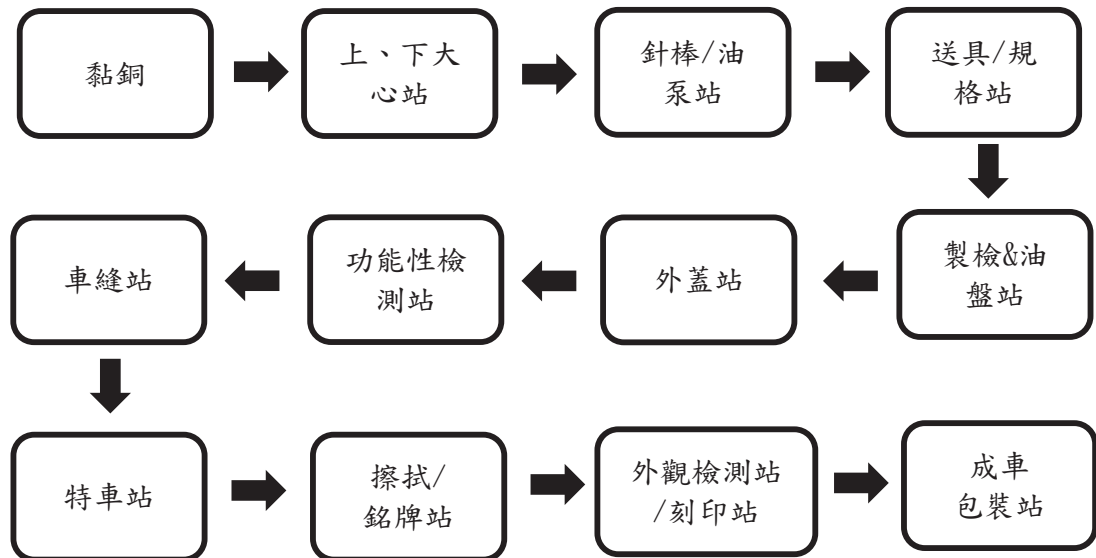 黏銅
上、下大
心站
針棒/油
泵站
送具/規
格站
製檢&油
盤站
外蓋站
功能性檢
測站
車縫站
特車站
擦拭/
銘牌站
外觀檢測站
/刻印站
成車
包裝站